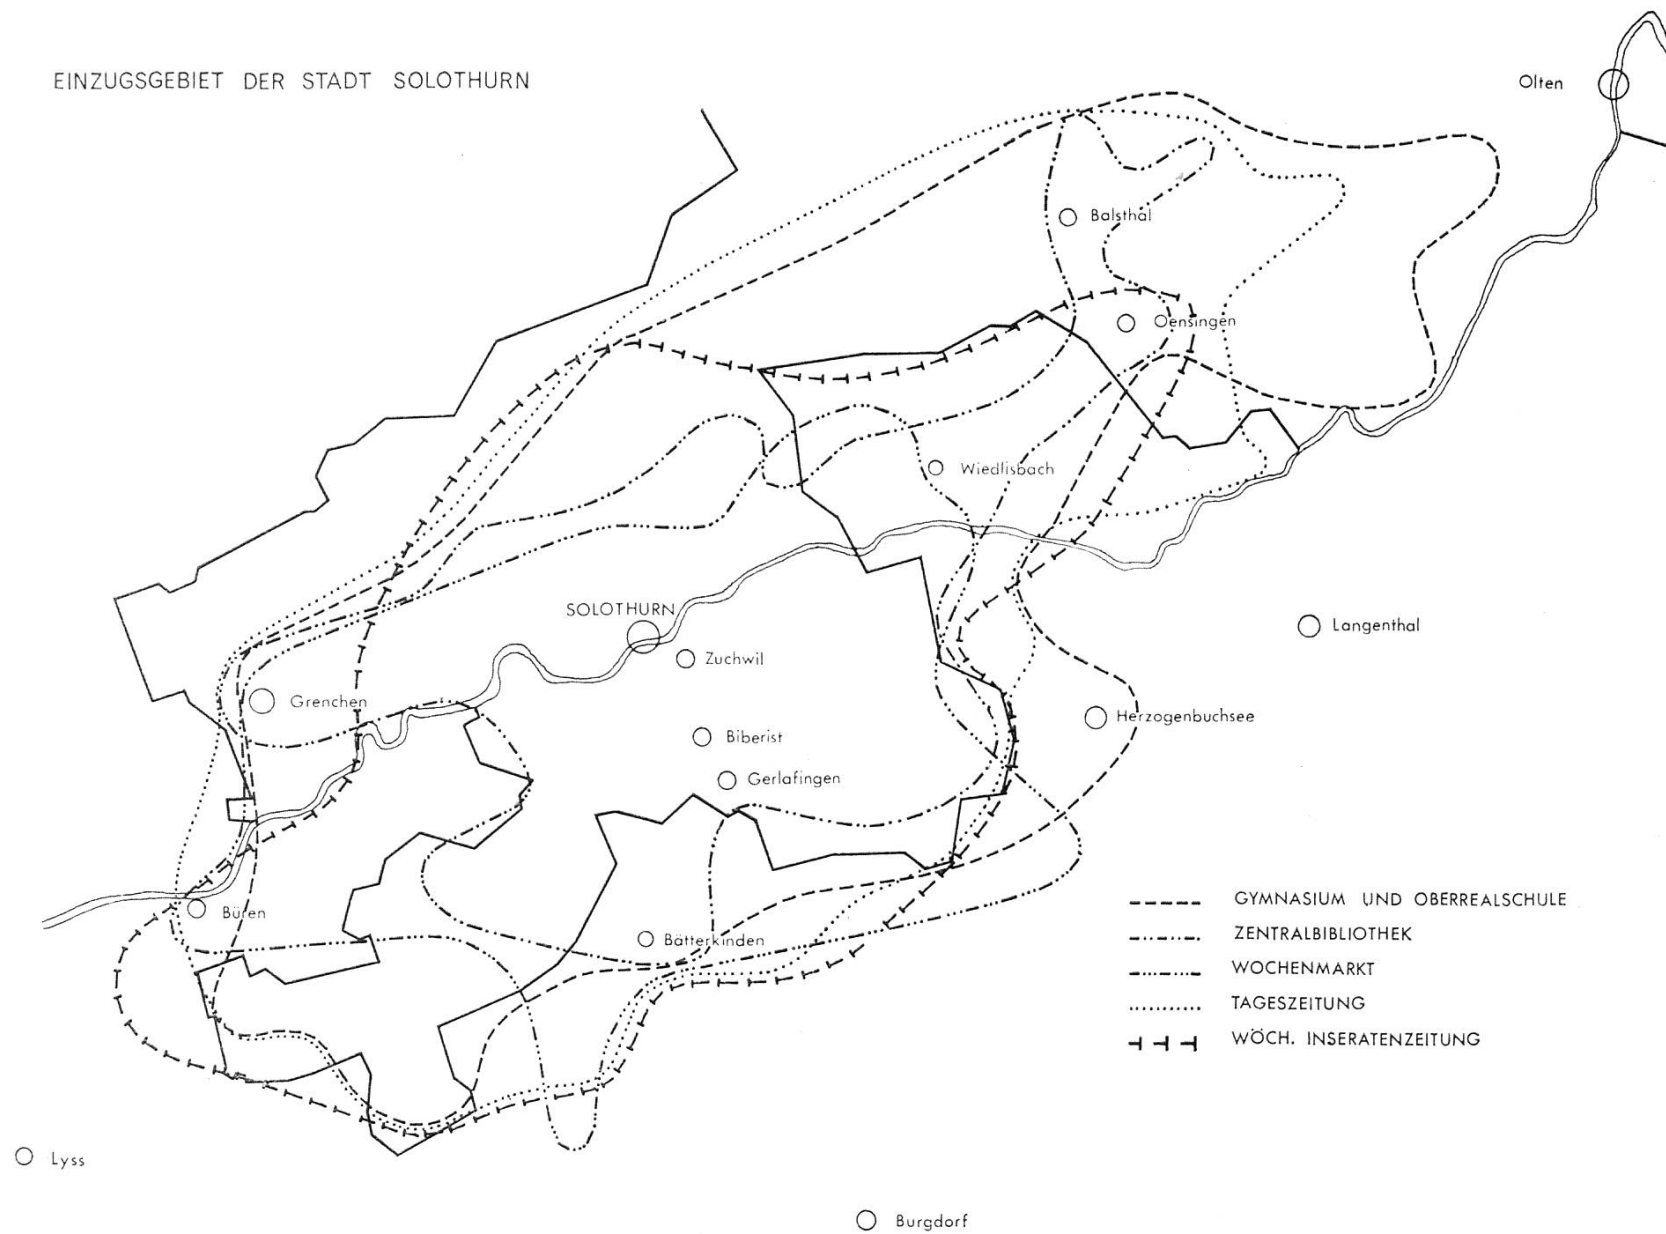 EINZUGSGEBIET DER STADT SOLOTHURN
Olten
Balsthal
Oensingen
Wiedlisbach
SOLOTHURN
Langenthal
Zuchwil
Grenchen
Herzogenbuchsee
Biberist
Gerlafingen
GYMNASIUM UND OBERREALSCHULE
Büren
ZENTRALBIBLIOTHEK
Bätterkinden
WOCHENMARKT
TAGESZEITUNG
WÖCH. INSERATENZEITUNG
Lyss
Burgdorf